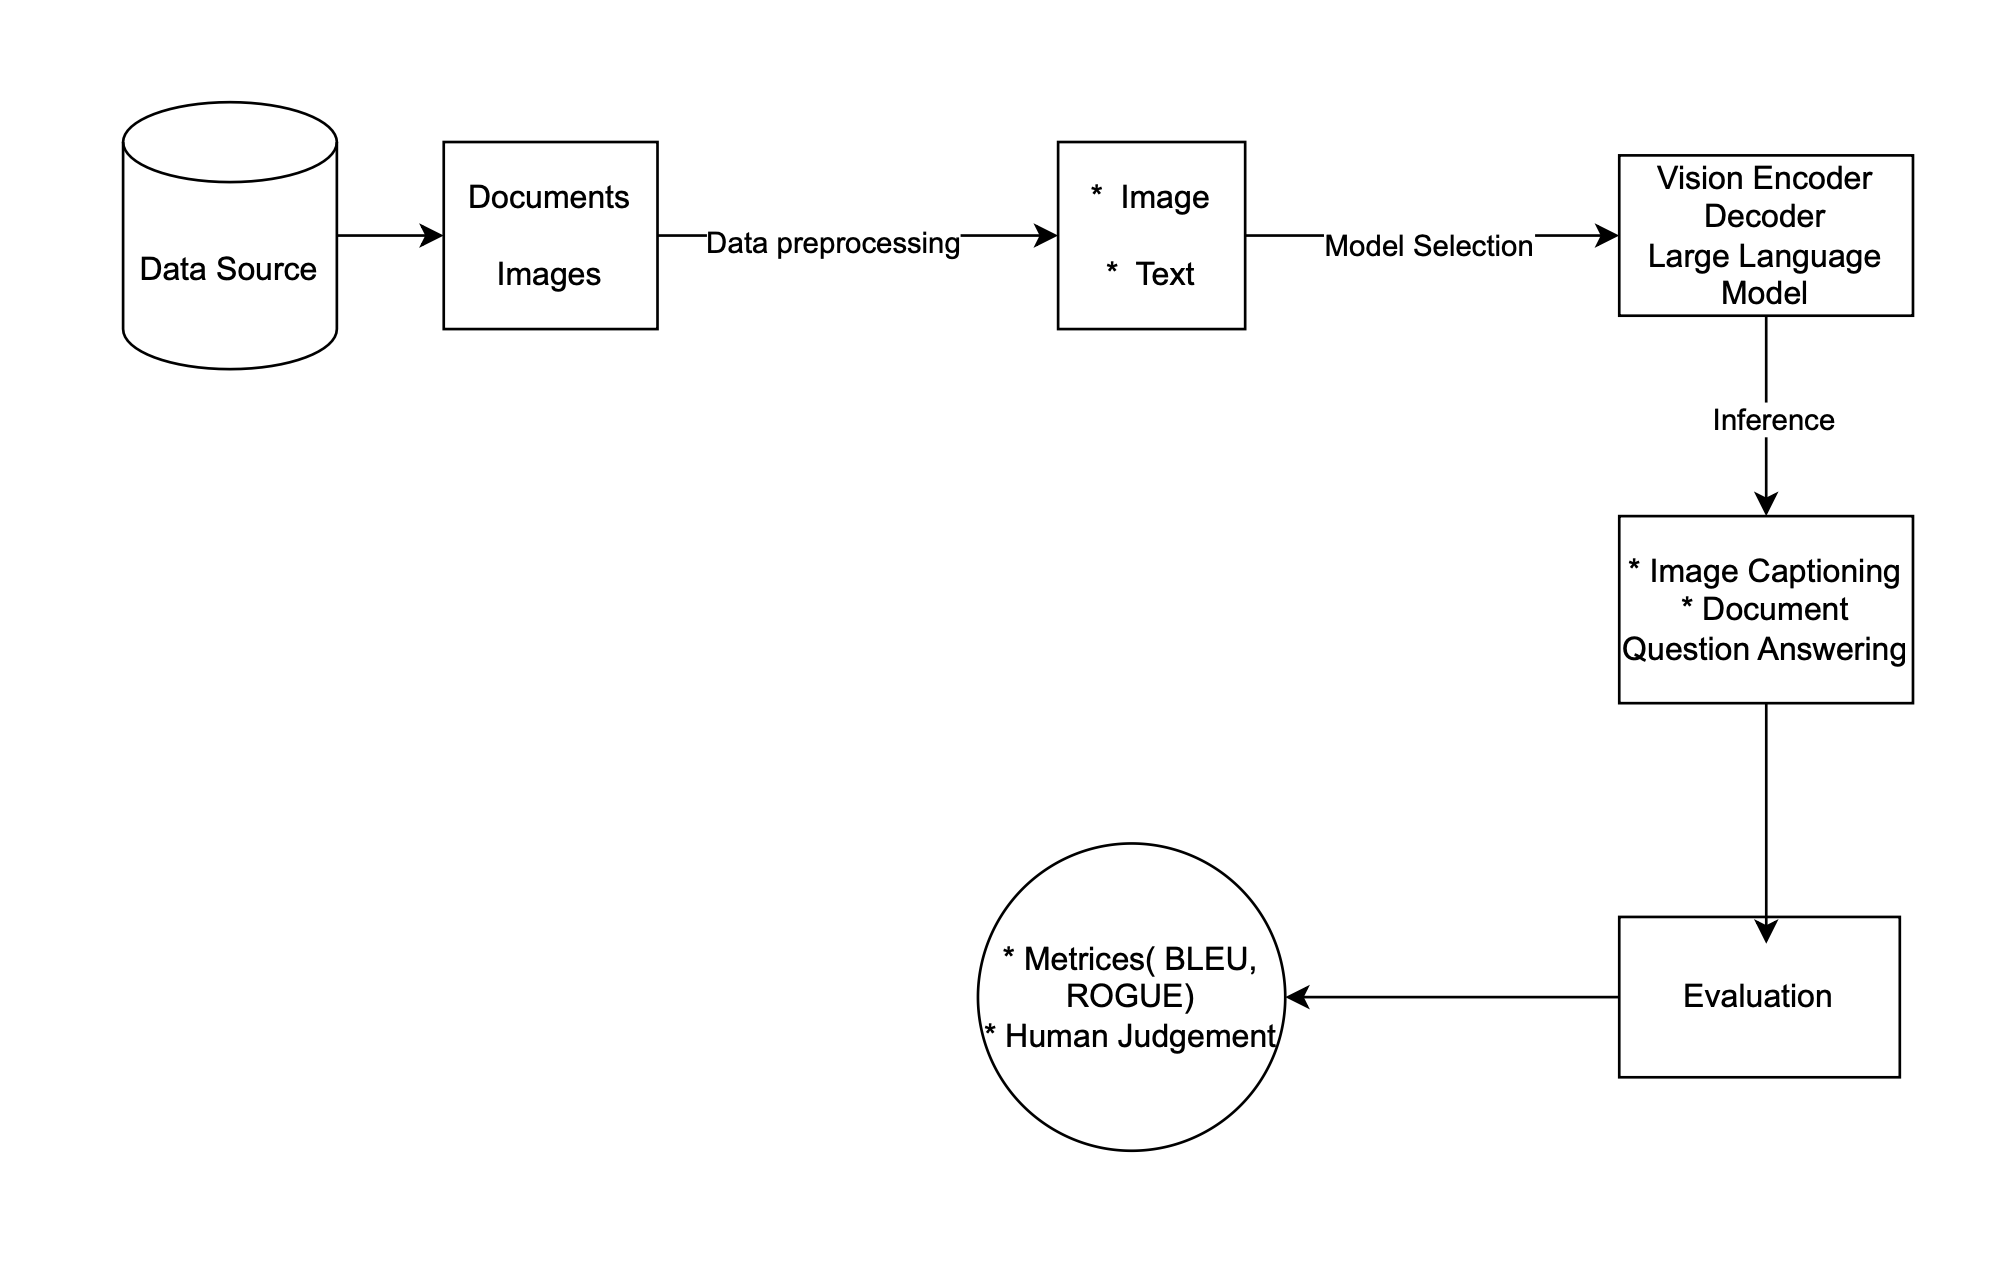 Data Source
Documents
Images
Data preprocessing
* Image
* Text
Model Selection
Vision Encoder
Decoder
Large Language
Model
Inference
* Image Captioning
* Document
Question Answering
Evaluation
* Metrices( BLEU,
ROGUE)
* Human Judgement